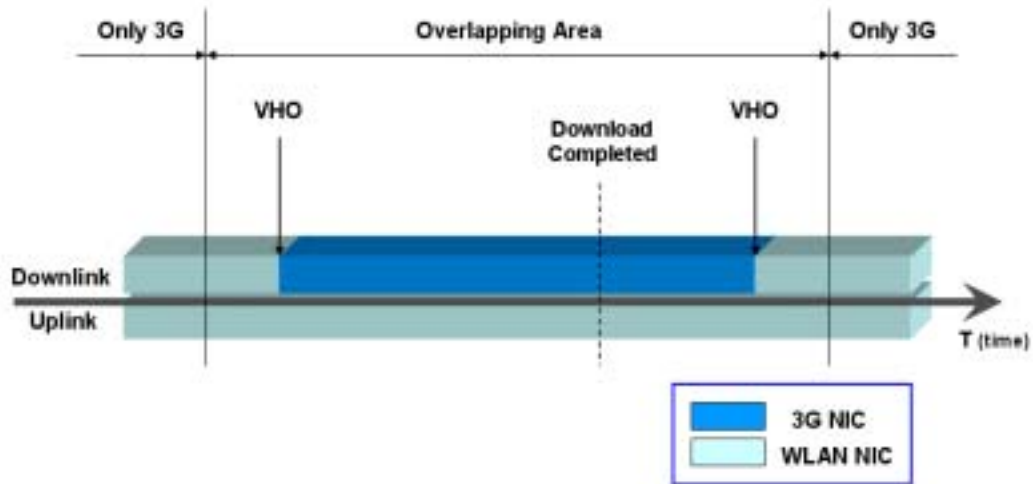 Only 3G
Overlapping Area
Only 3G
VHO
VHO
Download
Completed
Downlink
Uplink
T (time)
3G NIC
WLAN NIC